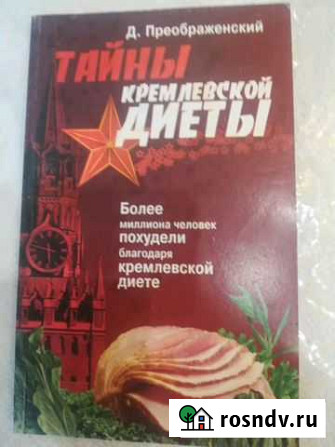 Д. Преображенский
ТАЙНЫ
КРЕМЛЕВСКОЙ
ДИЕТЫ
Более
миллиона человек
похудели
благодаря
кремлевской
диете
rosndv.ru